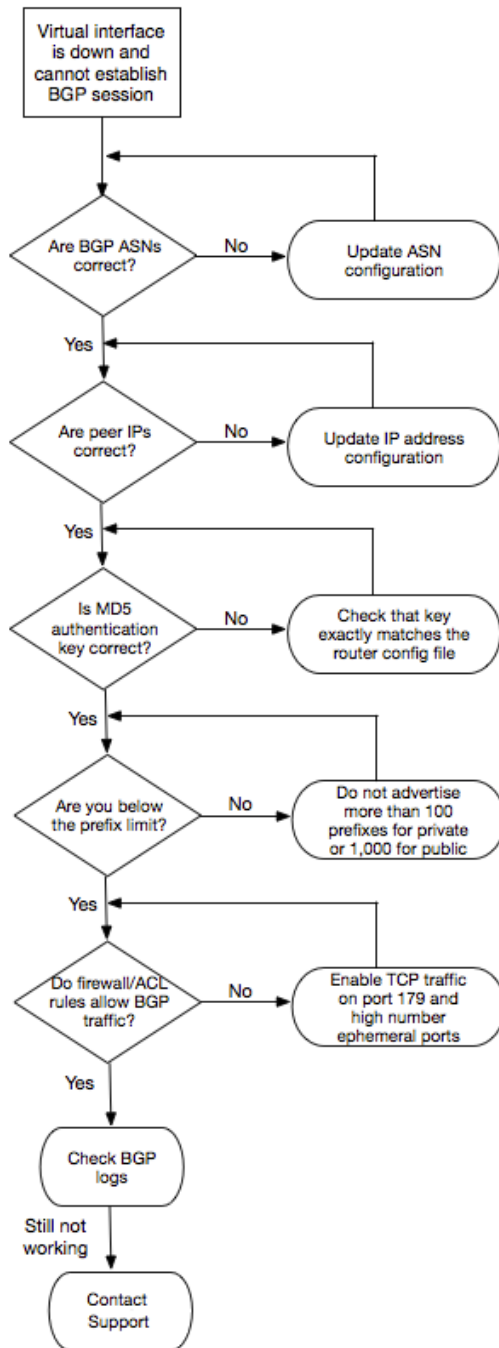 Virtual interface
is down and
cannot establish
BGP session
Are BGP ASNs
correct?
No
Update ASN
configuration
Yes
Are peer IPs
correct?
No
Update IP address
configuration
Yes
Is MD5
authentication
key correct?
No
Check that key
exactly matches the
router config file
Yes
Are you below
the prefix limit?
No
Do not advertise
more than 100
prefixes for private
or 1,000 for public
Yes
Do firewall/ACL
rules allow BGP
traffic?
No
Enable TCP traffic
on port 179 and
high number
ephemeral ports
Yes
Check BGP
logs
Still not
working
Contact
Support